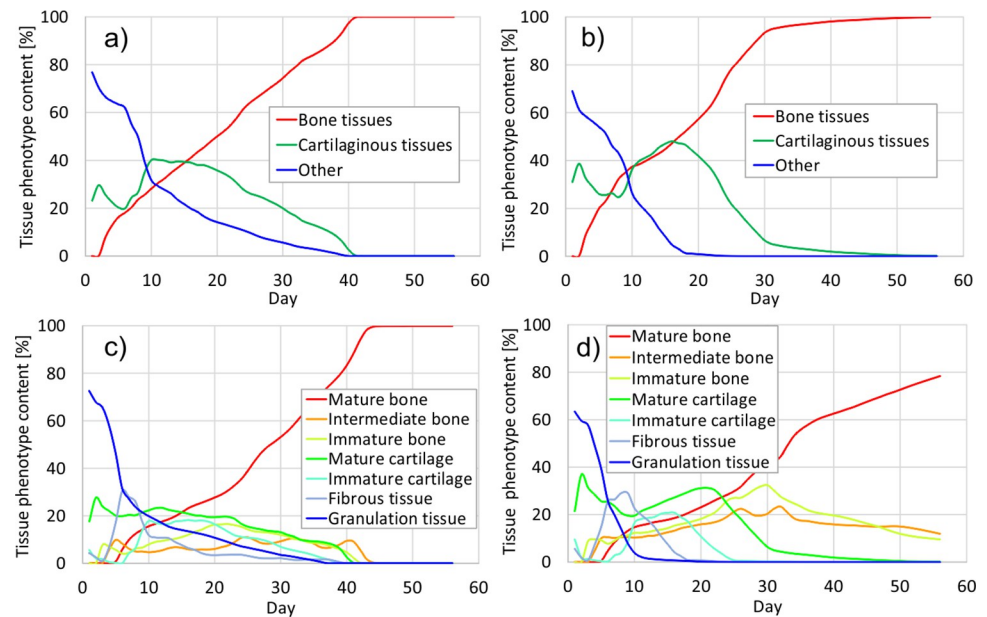 Tissue phenotype content [%]
100
80
60
40
20
0
a)
Bone tissues
Cartilaginous tissues
Other
0 10 20 30 40 50 60
Day
Tissue phenotype content [%]
100
80
60
40
20
0
b)
Bone tissues
Cartilaginous tissues
Other
0 10 20 30 40 50 60
Day
Tissue phenotype content [%]
100
80
60
40
20
0
c)
Mature bone
Intermediate bone
Immature bone
Mature cartilage
Immature cartilage
Fibrous tissue
Granulation tissue
0 10 20 30 40 50 60
Day
Tissue phenotype content [%]
100
80
60
40
20
0
d)
Mature bone
Intermediate bone
Immature bone
Mature cartilage
Immature cartilage
Fibrous tissue
Granulation tissue
0 10 20 30 40 50 60
Day